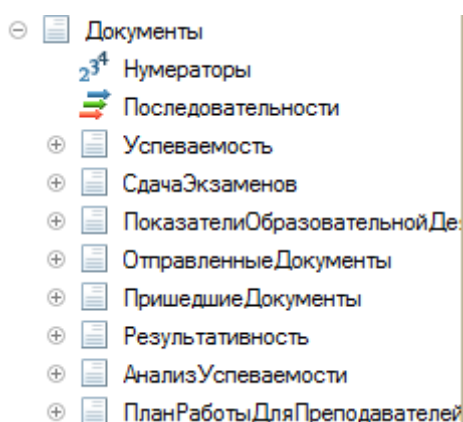 Документы
Нумераторы
Последовательности
Успеваемость
СдачаЭкзаменов
ПоказателиОбразовательнойДе
ОтправленныеДокументы
ПришедшиеДокументы
Результативность
АнализУспеваемости
ПланРаботыДляПреподавателей